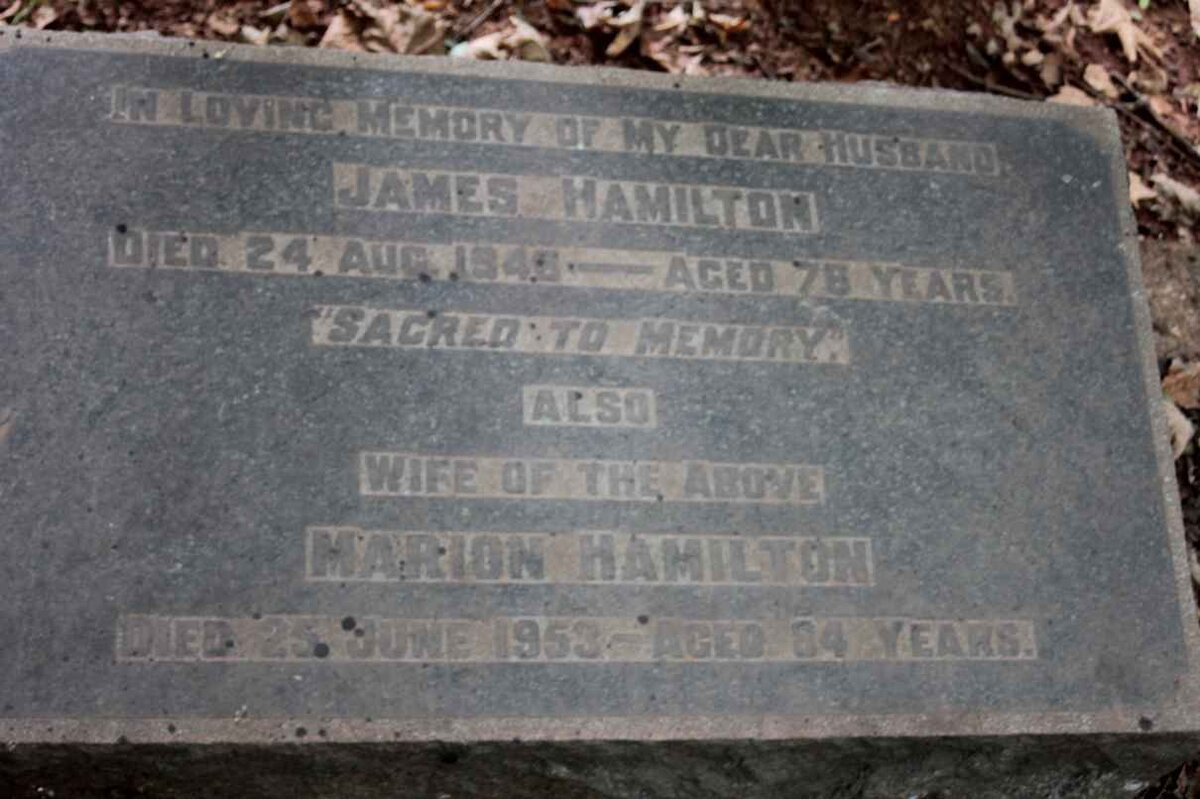 IN LOVING MEMORY OF MY DEAR HUSBAND
JAMES HAMILTON
DIED 24 AUG. — AGED 78 YEARS.
"SACRED TO MEMORY."
ALSO
WIFE OF THE ABOVE
MARION HAMILTON
DIED 25 JUNE 1953 — AGED 84 YEARS.